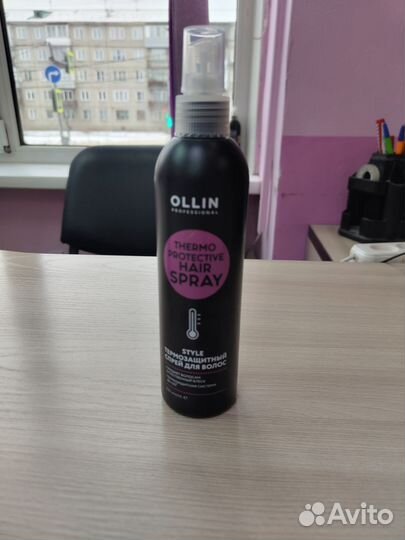 OLLIN
PROFESSIONAL
THERMO
PROTECTIVE
HAIR
SPRAY
STYLE
ТЕРМОЗАЩИТНЫЙ
СПРЕЙ ДЛЯ ВОЛОС
Avito